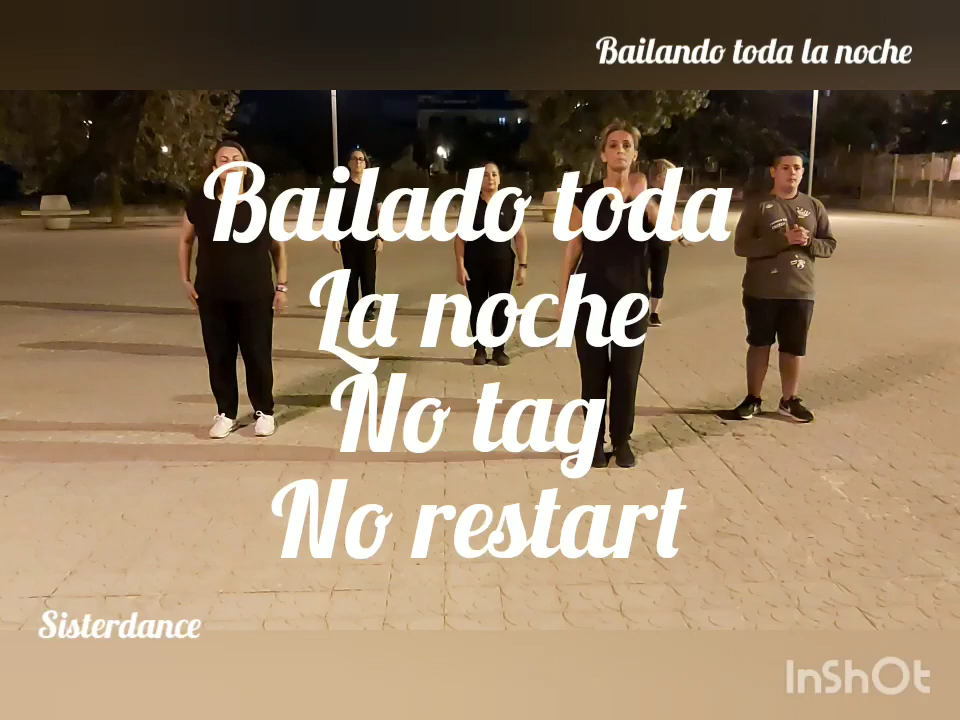 Bailando toda la noche
Bailado toda
La noche
No tag
No restart
Sisterdance
InShOt